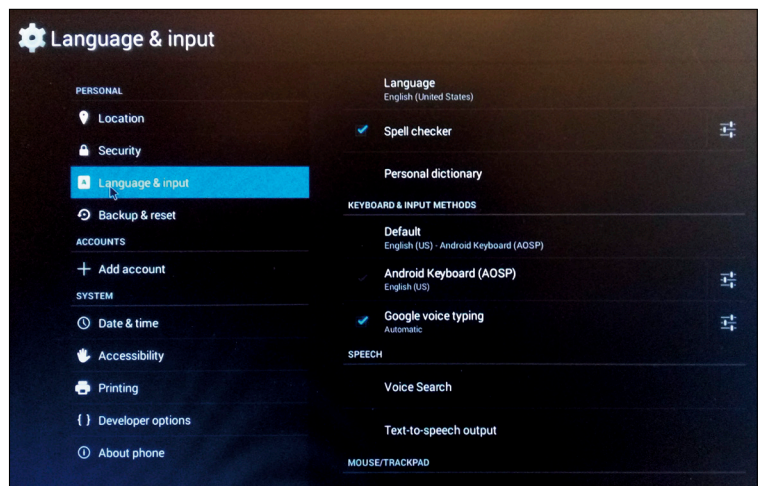 Language & input
PERSONAL
Location
Security
Language & input
Backup & reset
ACCOUNTS
Add account
SYSTEM
Date & time
Accessibility
Printing
{ } Developer options
About phone
Language
English (United States)
Spell checker
Personal dictionary
KEYBOARD & INPUT METHODS
Default
English (US) - Android Keyboard (AOSP)
Android Keyboard (AOSP)
English (US)
Google voice typing
Automatic
SPEECH
Voice Search
Text-to-speech output
MOUSE/TRACKPAD